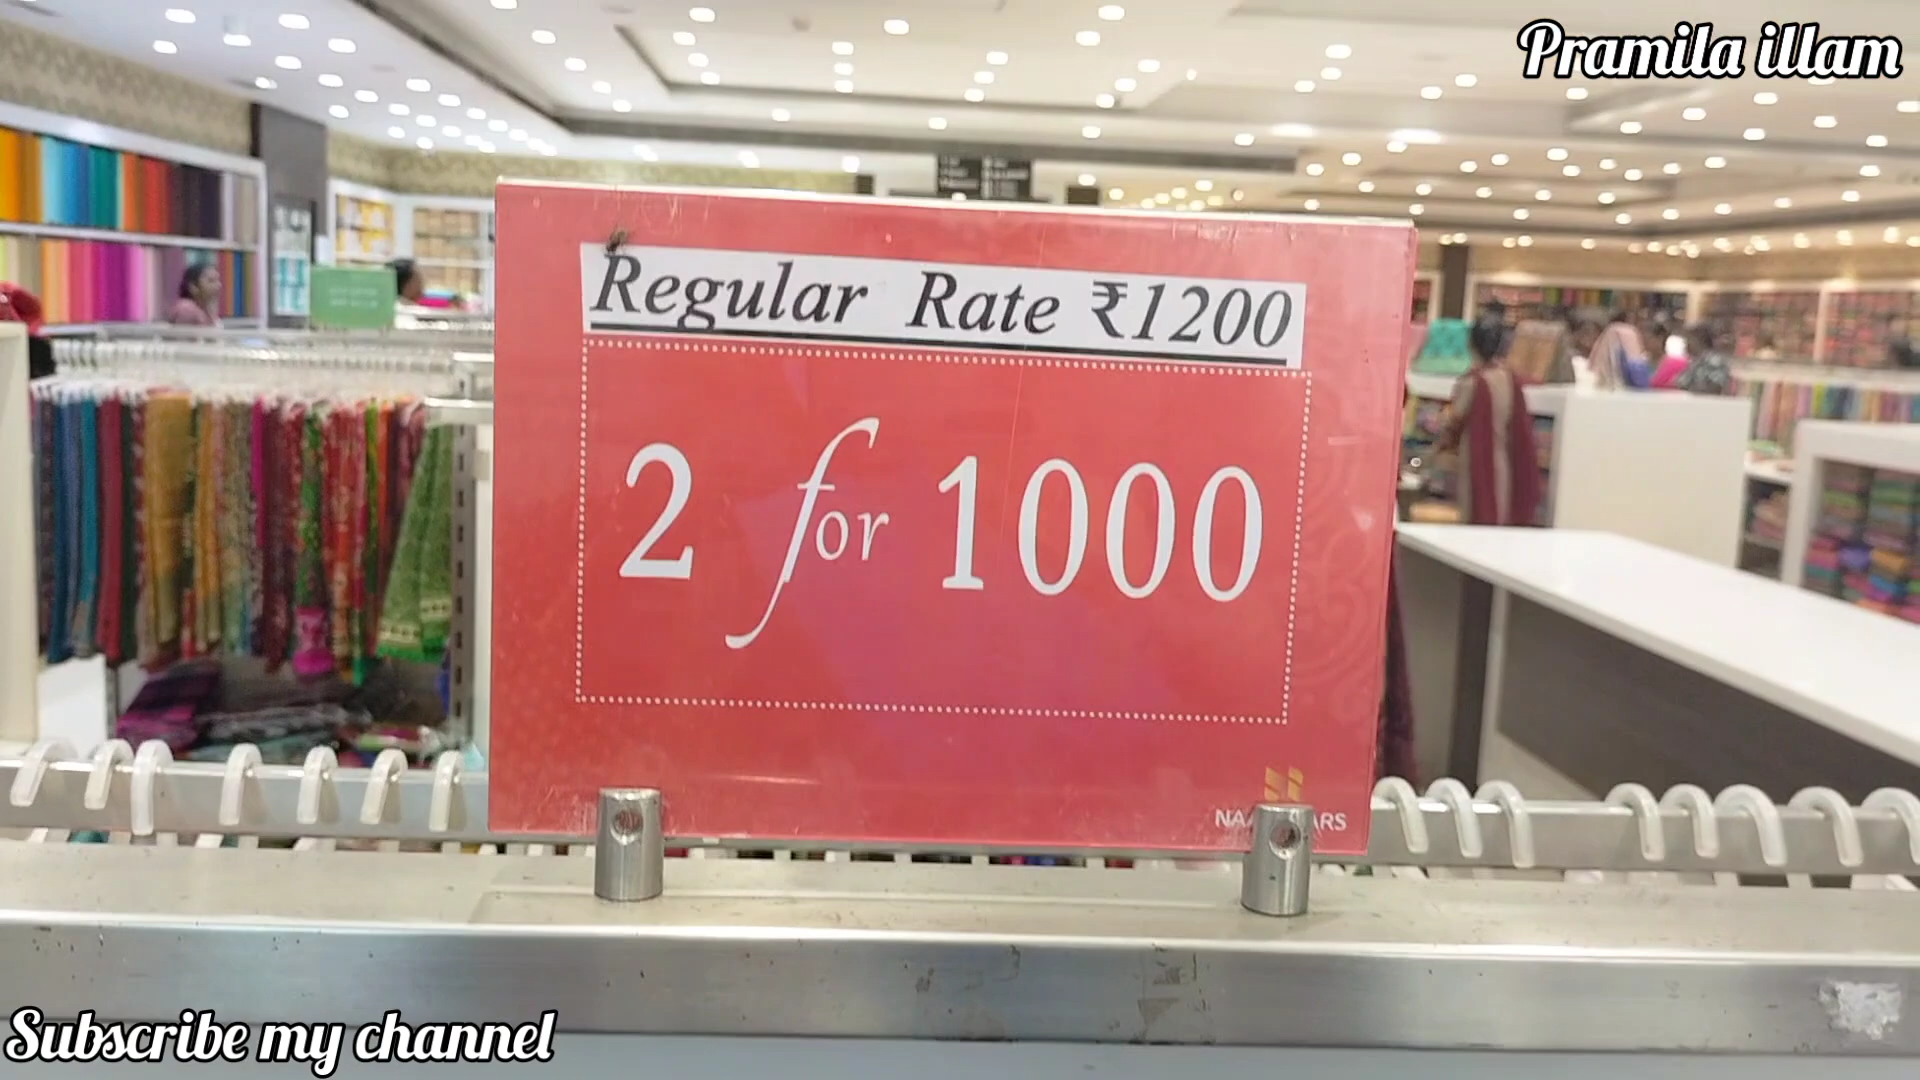 Pramila illam
Regular Rate ₹1200
2 for 1000
Subscribe my channel